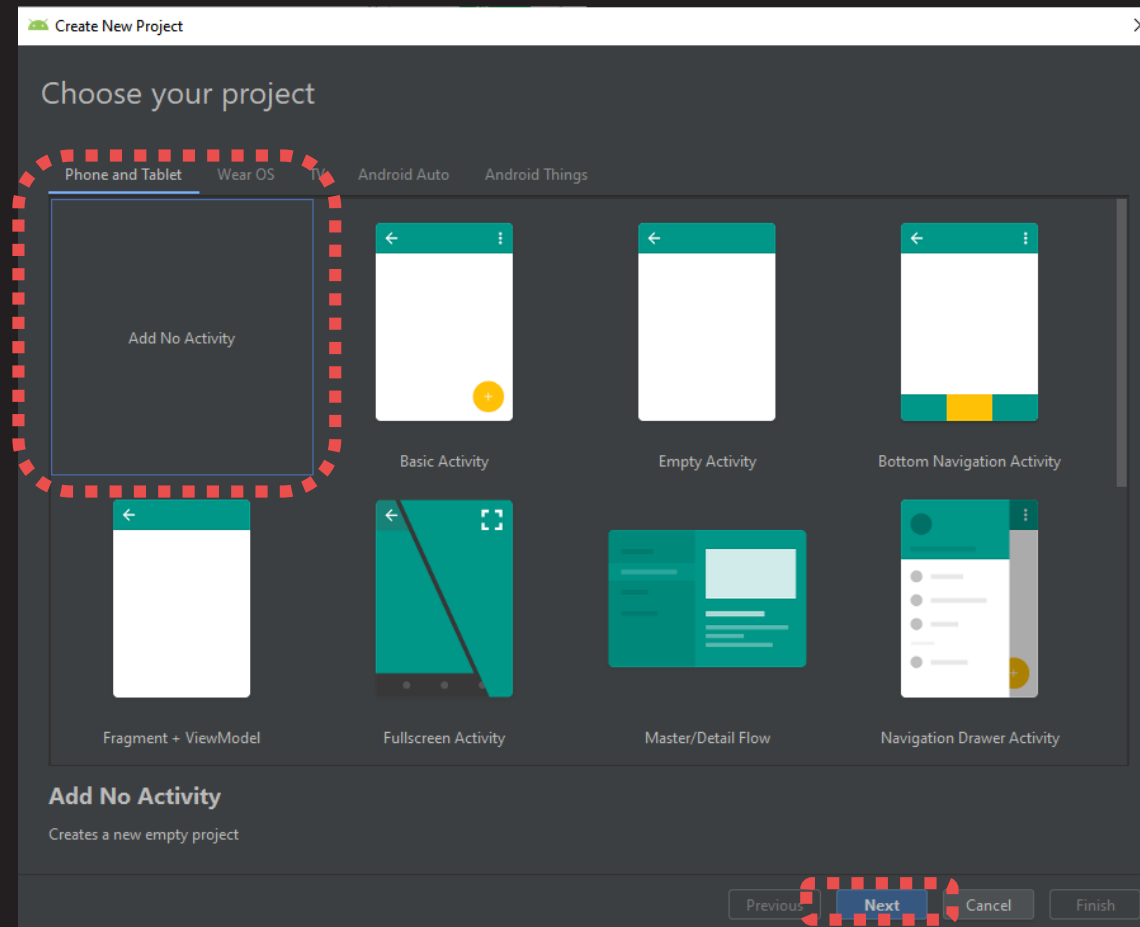 Create New Project
Choose your project
Phone and Tablet Wear OS TV Android Auto Android Things
Add No Activity
Basic Activity Empty Activity Bottom Navigation Activity
Fragment + ViewModel Fullscreen Activity Master/Detail Flow Navigation Drawer Activity
Add No Activity
Creates a new empty project
Previous Next Cancel Finish